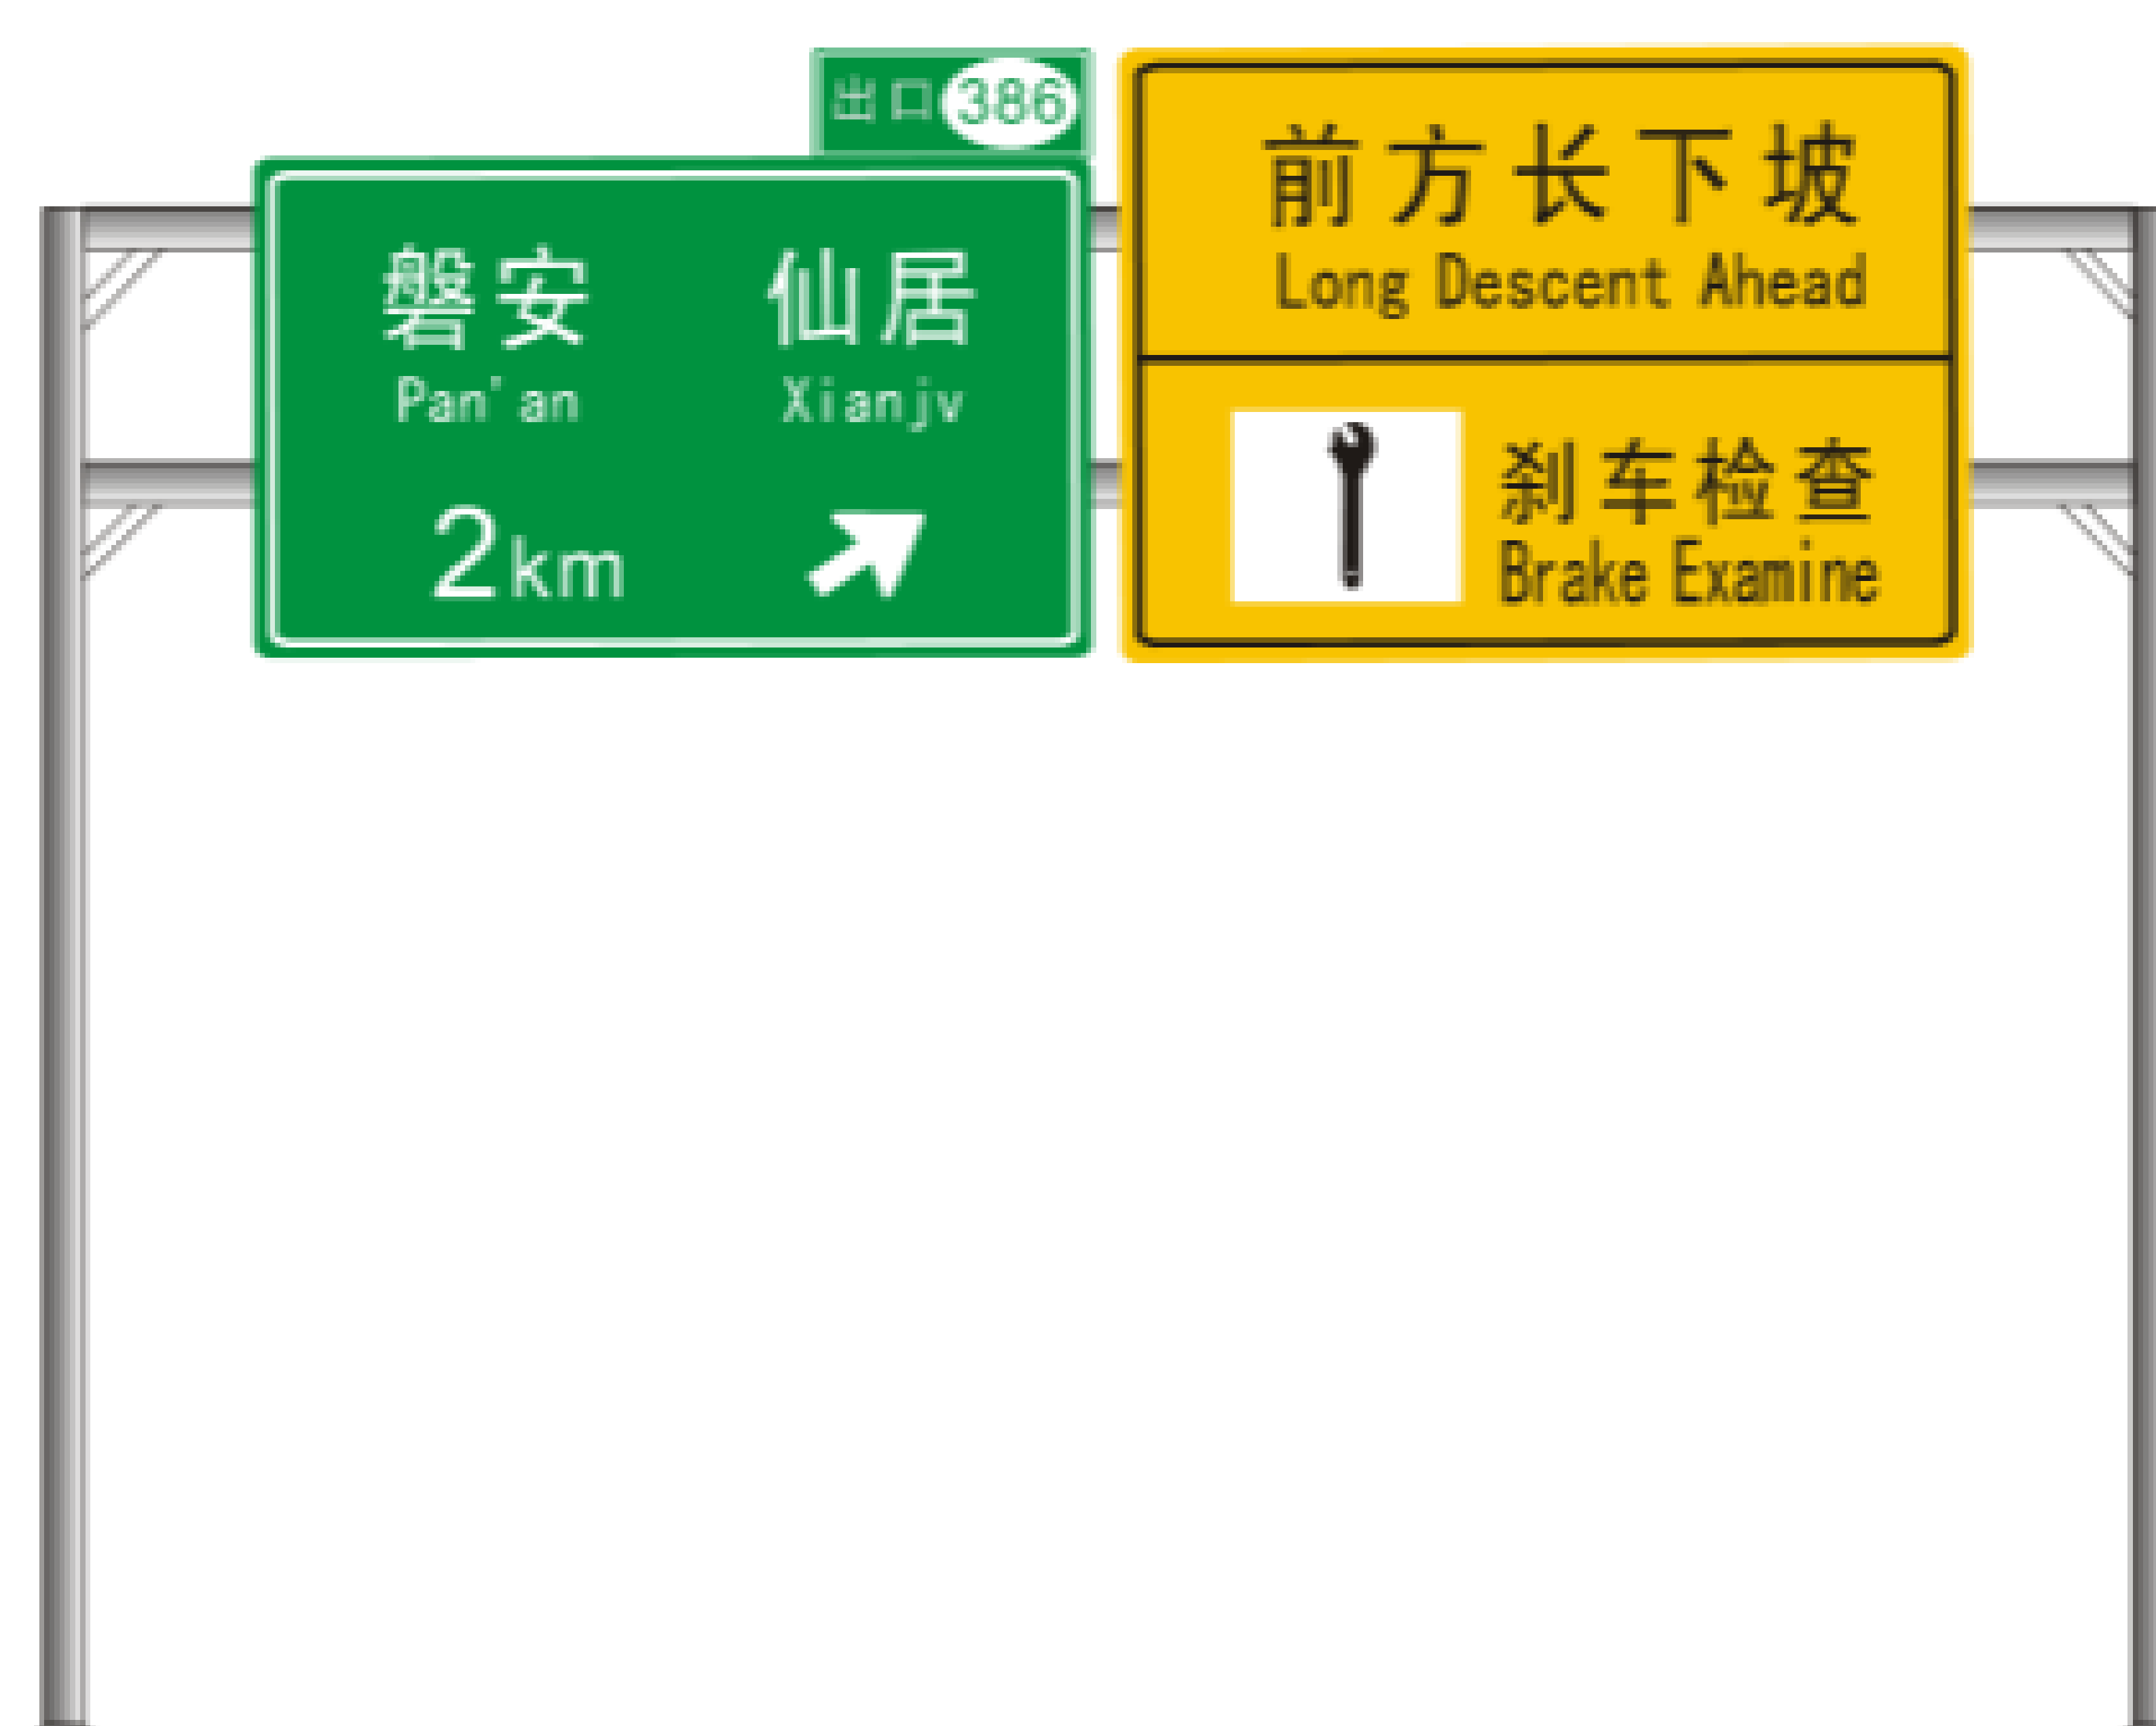 出口 386
磐安 仙居
Pan'an Xianjv
2km
前方长下坡
Long Descent Ahead
刹车检查
Brake Examine